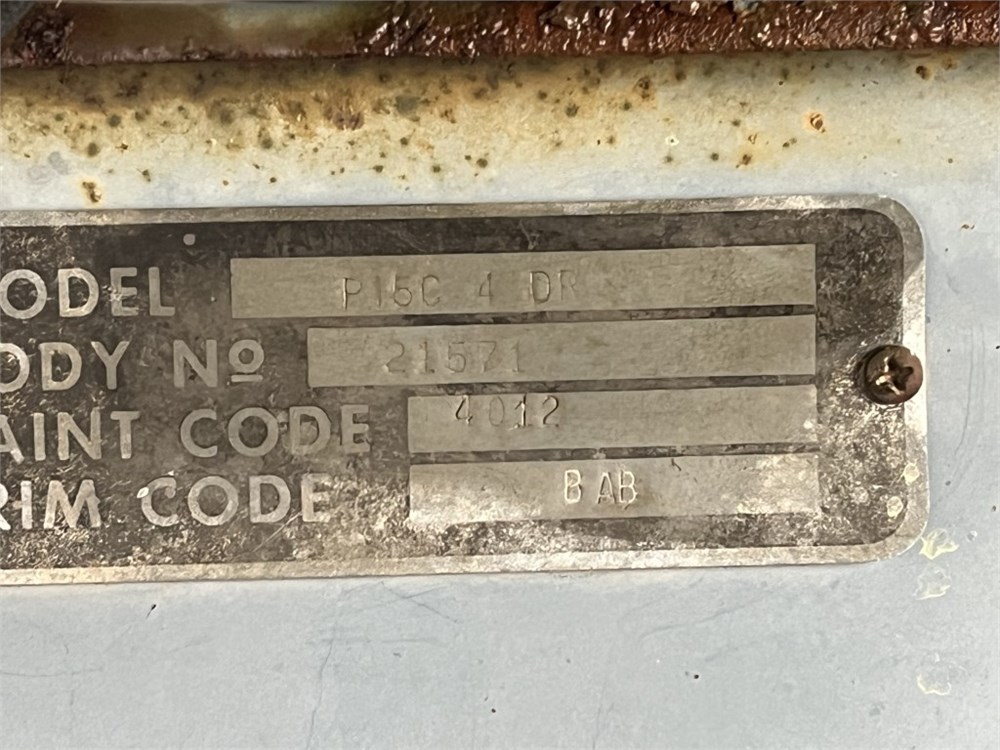 ODEL P15C 4 DR
ODY Nº 21571
AINT CODE 4012
RIM CODE B AB